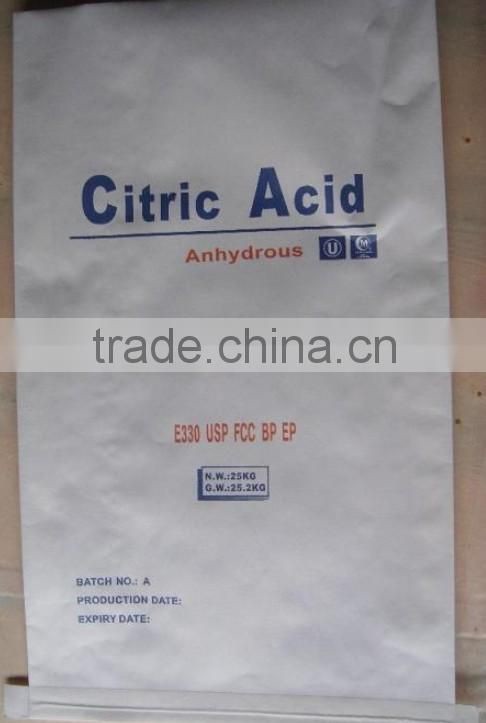 Citric Acid
Anhydrous U M
trade.china.cn
E330 USP FCC BP EP
N.W.:25KG
G.W.:25.2KG
BATCH NO.: A
PRODUCTION DATE:
EXPIRY DATE: